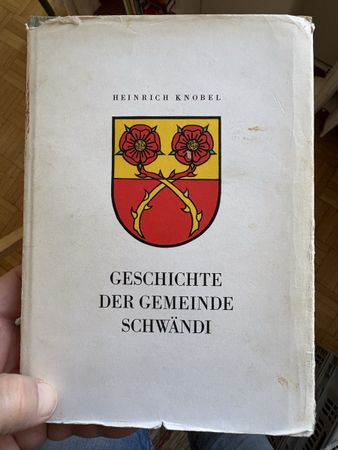 HEINRICH KNOBEL
GESCHICHTE
DER GEMEINDE
SCHWÄNDI